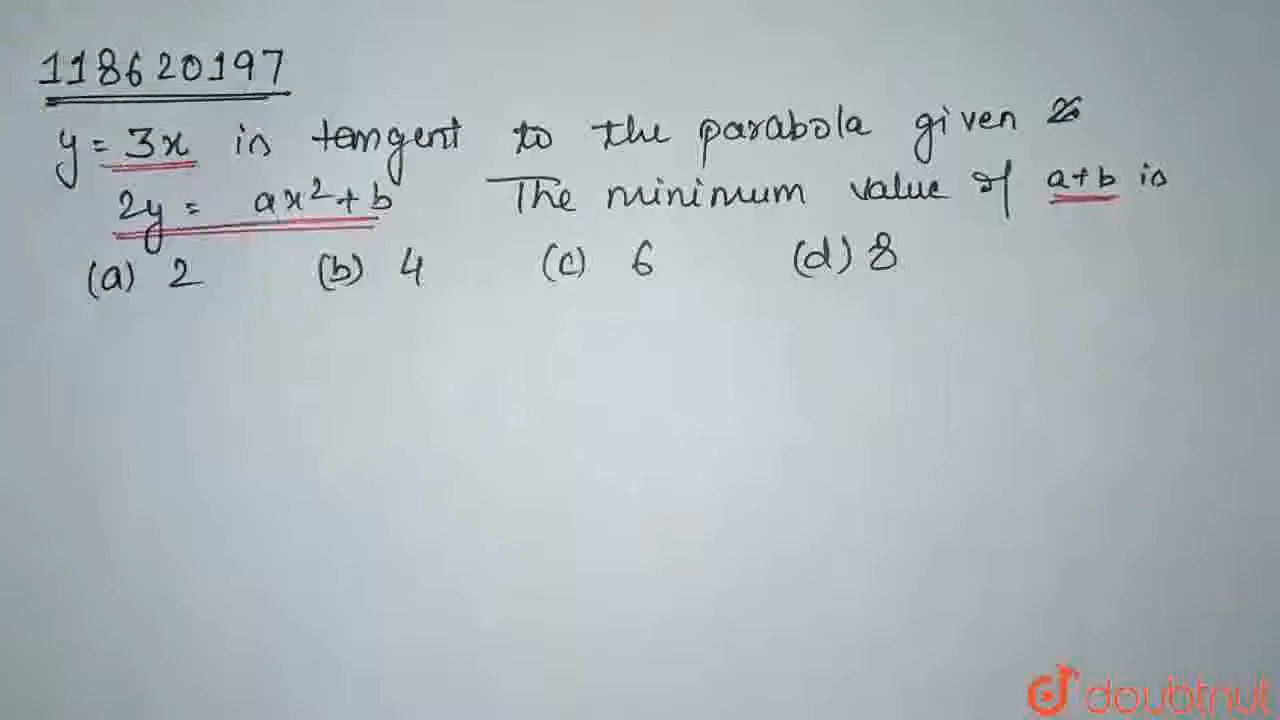 118620197
y = 3x is tangent to the parabola given
2y = ax² + b The minimum value of a+b is
(a) 2 (b) 4 (c) 6 (d) 8
doubtnut